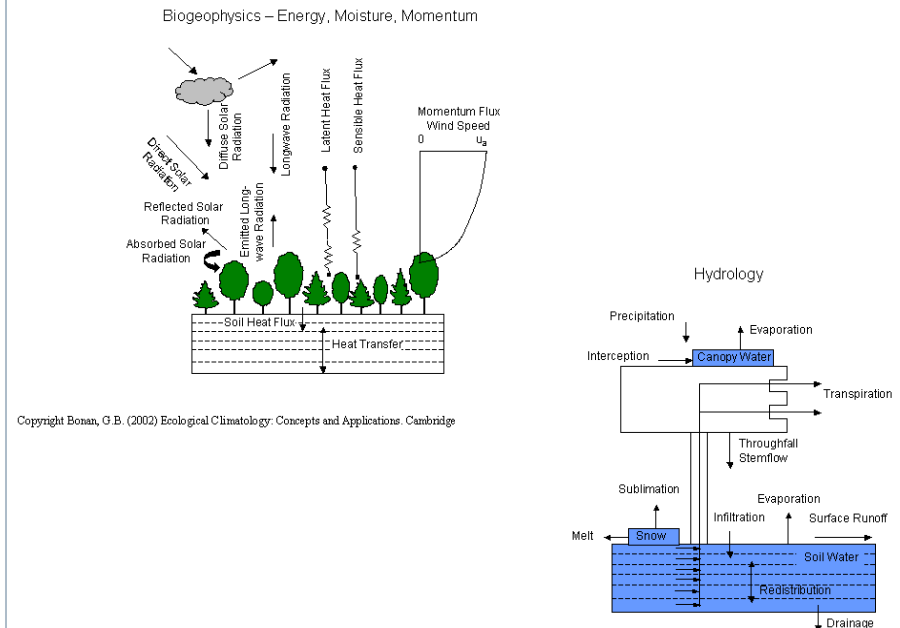 Biogeophysics – Energy, Moisture, Momentum
Diffuse Solar
Radiation
Longwave Radiation
Latent Heat Flux
Sensible Heat Flux
Momentum Flux
Wind Speed
0 ua
Direct Solar
Radiation
Reflected Solar
Radiation
Emitted Long-
wave Radiation
Absorbed Solar
Radiation
Soil Heat Flux
Heat Transfer
Copyright Bonan, G.B. (2002) Ecological Climatology: Concepts and Applications. Cambridge
Hydrology
Precipitation
Evaporation
Interception
Canopy Water
Transpiration
Throughfall
Stemflow
Sublimation
Evaporation
Infiltration
Surface Runoff
Melt
Snow
Soil Water
Redistribution
Drainage